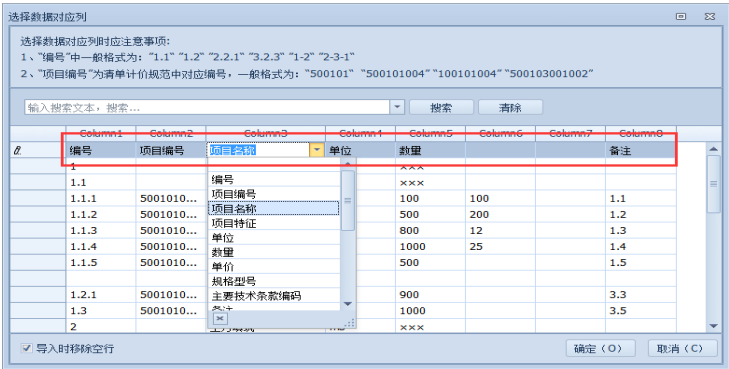 选择数据对应列
选择数据对应列时应注意事项:
1、"编号"中一般格式为: "1.1" "1.2" "2.2.1" "3.2.3" "1-2" "2-3-1"
2、"项目编号"为清单计价规范中对应编号, 一般格式为: "500101" "500101004" "100101004" "500103001002"
输入搜索文本, 搜索... 搜索 清除
Column1 Column2 Column3 Column4 Column5 Column6 Column7 Column8
编号 项目编号 项目名称 单位 数量 备注
1 ×××
1.1 编号 ×××
1.1.1 5001010... 项目编号 100 100 1.1
1.1.2 5001010... 项目名称 500 200 1.2
1.1.3 5001010... 项目特征 800 12 1.3
1.1.4 5001010... 单位 1000 25 1.4
数量
1.1.5 5001010... 单价 500 1.5
规格型号
1.2.1 5001010... 主要技术条款编码 900 3.3
1.3 5001010... 备注 1000 3.5
2 ×××
导入时移除空行 确定(O) 取消(C)